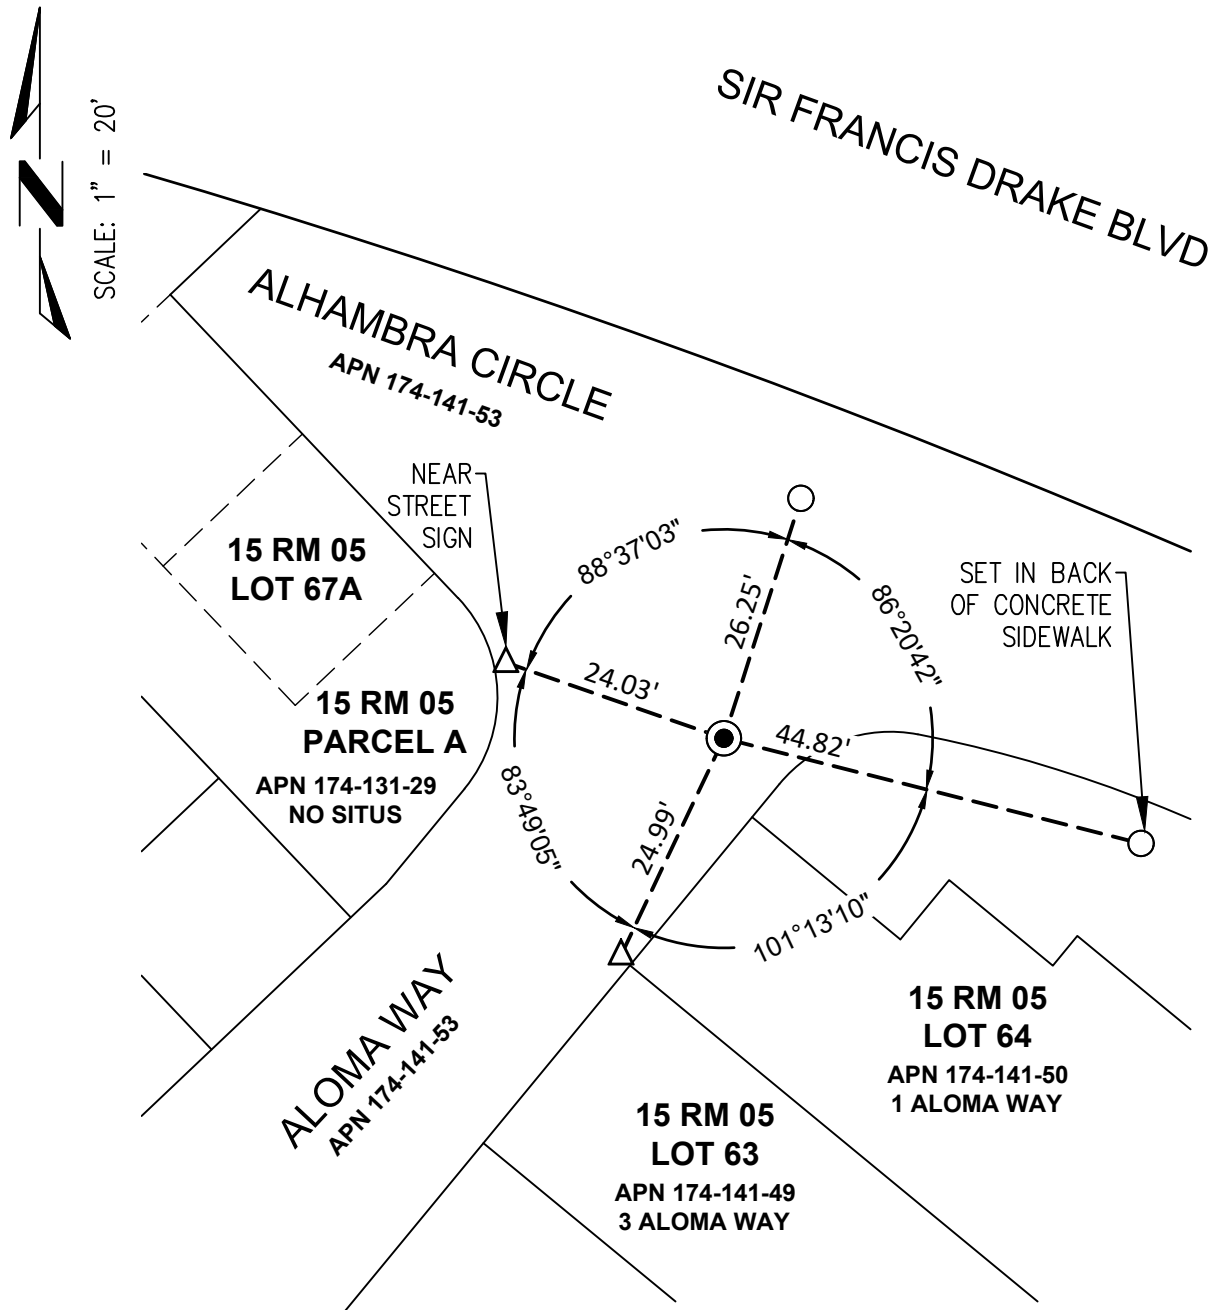 N
SCALE: 1" = 20'
SIR FRANCIS DRAKE BLVD
ALHAMBRA CIRCLE
APN 174-141-53
NEAR
STREET
SIGN
15 RM 05
LOT 67A
88°37'03"
86°20'42"
SET IN BACK
OF CONCRETE
SIDEWALK
26.25'
24.03'
44.82'
15 RM 05
PARCEL A
APN 174-131-29
NO SITUS
83°49'05"
24.99'
101°13'10"
ALOMA WAY
APN 174-141-53
15 RM 05
LOT 64
APN 174-141-50
1 ALOMA WAY
15 RM 05
LOT 63
APN 174-141-49
3 ALOMA WAY